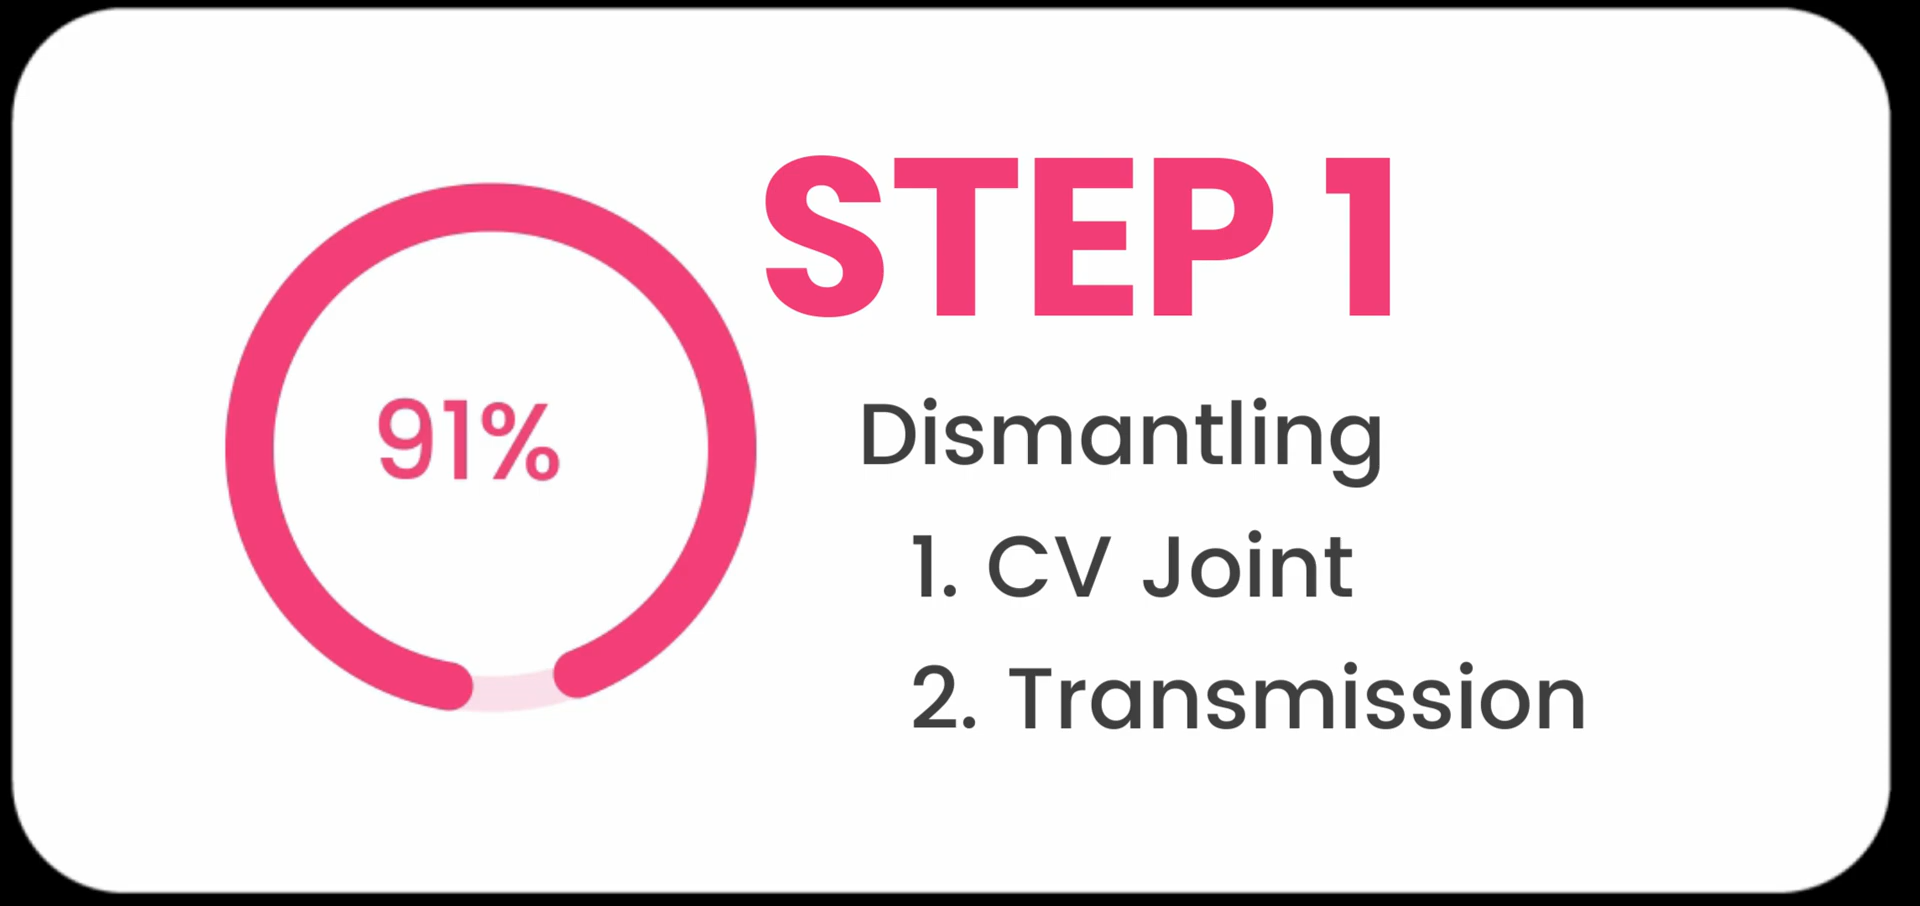 STEP 1
91%
Dismantling
1. CV Joint
2. Transmission